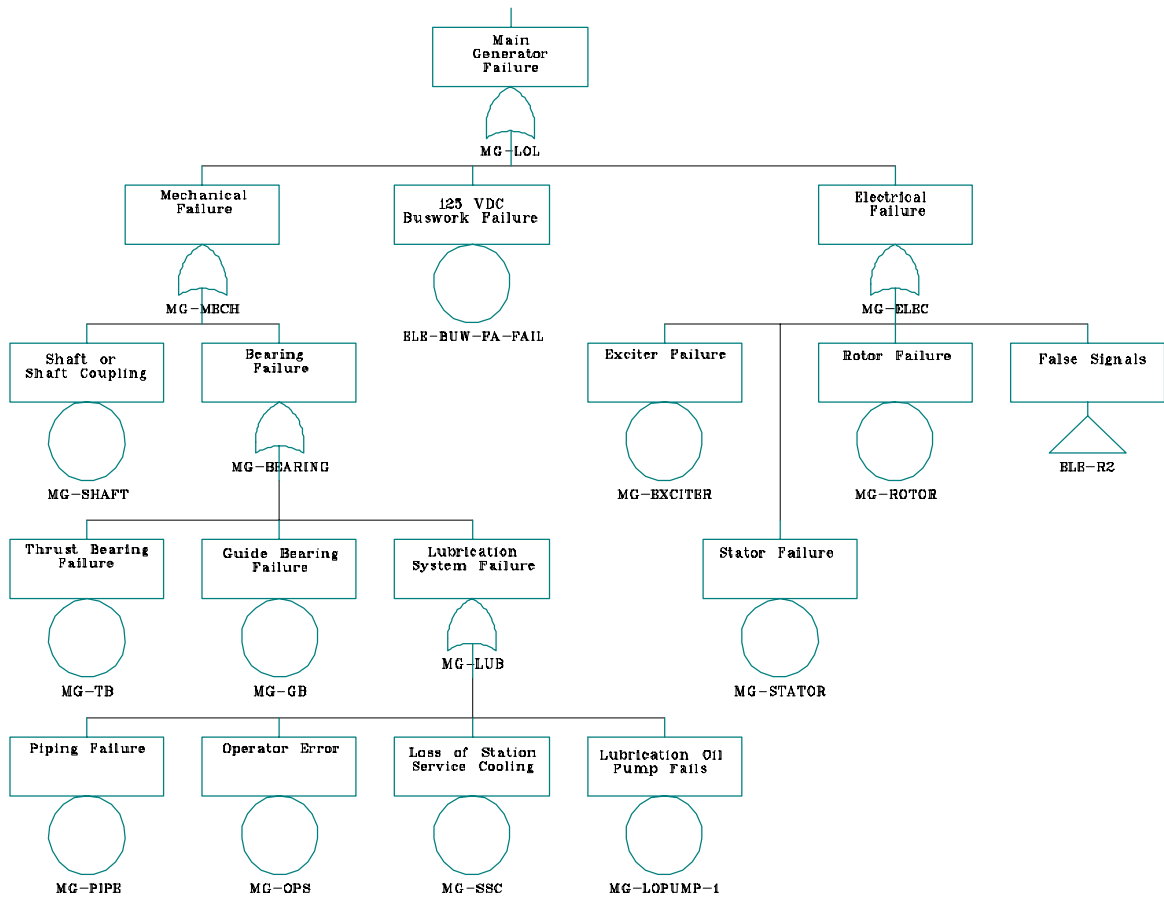 Main
Generator
Failure
MG-LOL
Mechanical
Failure
125 VDC
Buswork Failure
Electrical
Failure
MG-MECH
ELE-BUW-FA-FAIL
MG-ELEC
Shaft or
Shaft Coupling
Bearing
Failure
Exciter Failure
Rotor Failure
False Signals
MG-SHAFT
MG-BEARING
MG-EXCITER
MG-ROTOR
ELE-R2
Thrust Bearing
Failure
Guide Bearing
Failure
Lubrication
System Failure
Stator Failure
MG-TB
MG-GB
MG-LUB
MG-STATOR
Piping Failure
Operator Error
Loss of Station
Service Cooling
Lubrication Oil
Pump Fails
MG-PIPE
MG-OPS
MG-SSC
MG-LOPUMP-1